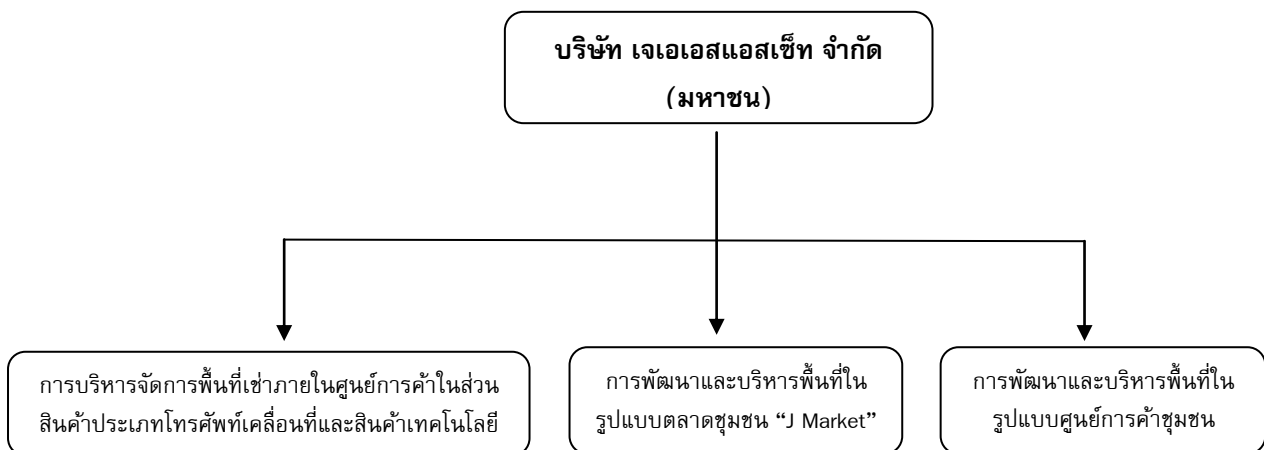 บริษัท เจเอเอสแอสเซ็ท จำกัด
(มหาชน)
การบริหารจัดการพื้นที่เช่าภายในศูนย์การค้าในส่วน
สินค้าประเภทโทรศัพท์เคลื่อนที่และสินค้าเทคโนโลยี
การพัฒนาและบริหารพื้นที่ใน
รูปแบบตลาดชุมชน “J Market”
การพัฒนาและบริหารพื้นที่ใน
รูปแบบศูนย์การค้าชุมชน